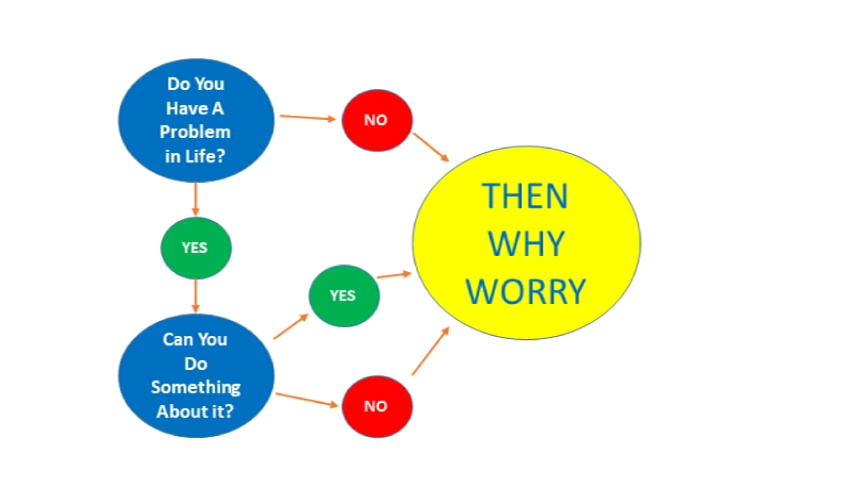 Do You
Have A
Problem
in Life?
NO
THEN
WHY
WORRY
YES
YES
Can You
Do
Something
About it?
NO